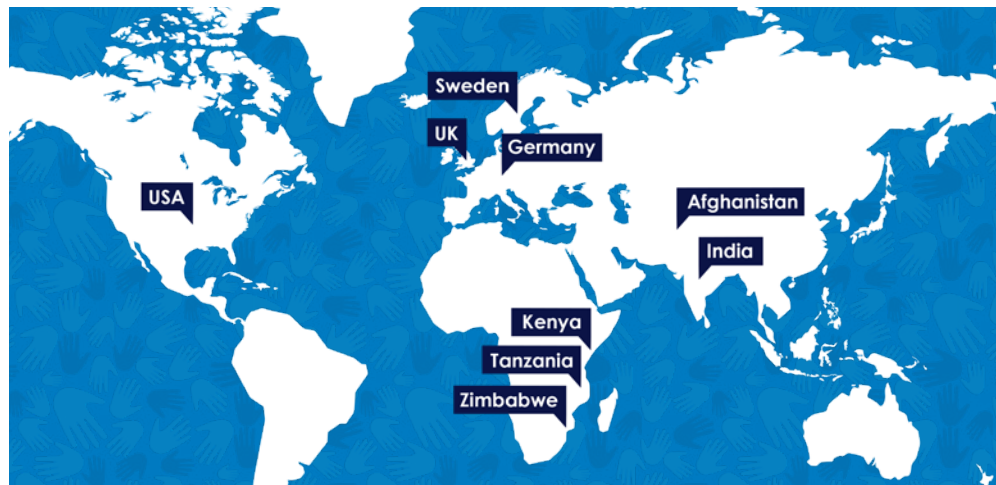 Sweden
UK
Germany
USA
Afghanistan
India
Kenya
Tanzania
Zimbabwe